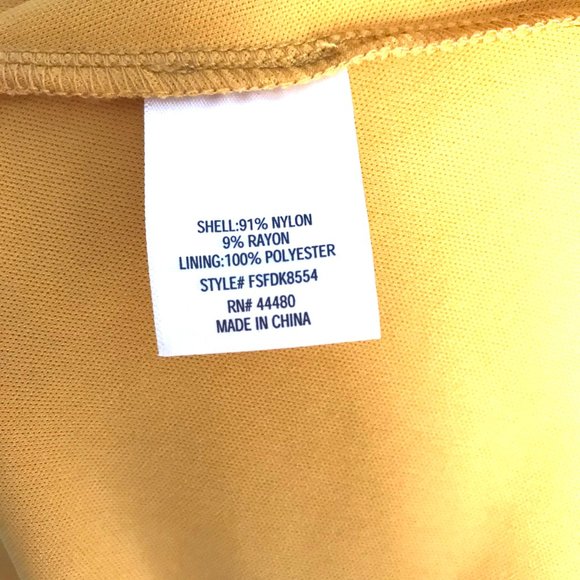 SHELL:91% NYLON
9% RAYON
LINING:100% POLYESTER
STYLE# FSFDK8554
RN# 44480
MADE IN CHINA